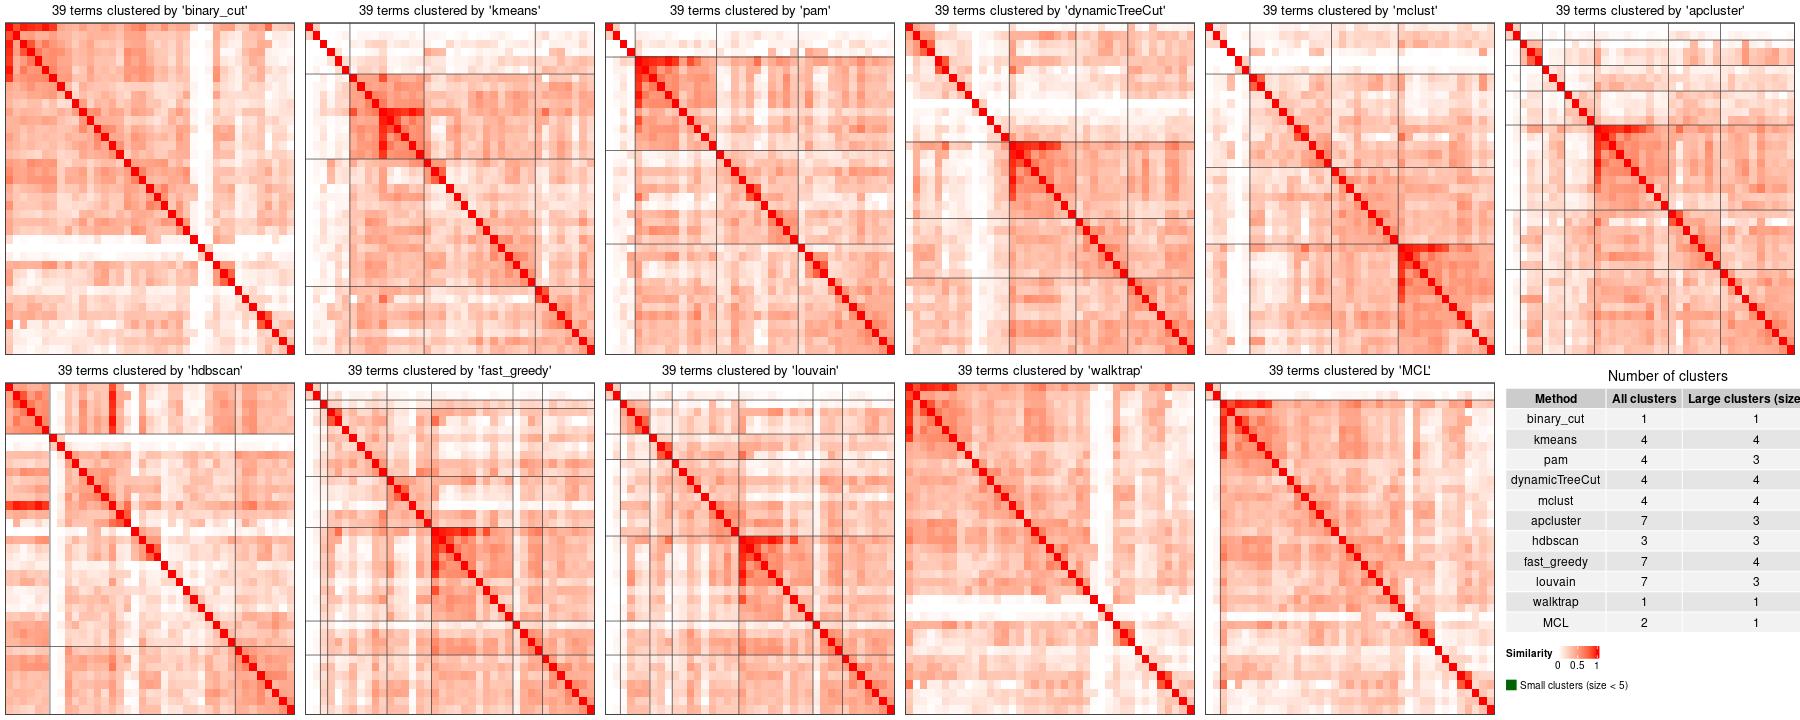 39 terms clustered by 'binary_cut'
39 terms clustered by 'kmeans'
39 terms clustered by 'pam'
39 terms clustered by 'dynamicTreeCut'
39 terms clustered by 'mclust'
39 terms clustered by 'apcluster'
39 terms clustered by 'hdbscan'
39 terms clustered by 'fast_greedy'
39 terms clustered by 'louvain'
39 terms clustered by 'walktrap'
39 terms clustered by 'MCL'
Number of clusters
Method All clusters Large clusters (size
binary_cut 1 1
kmeans 4 4
pam 4 3
dynamicTreeCut 4 4
mclust 4 4
apcluster 7 3
hdbscan 3 3
fast_greedy 7 4
louvain 7 3
walktrap 1 1
MCL 2 1
Similarity
0 0.5 1
Small clusters (size < 5)